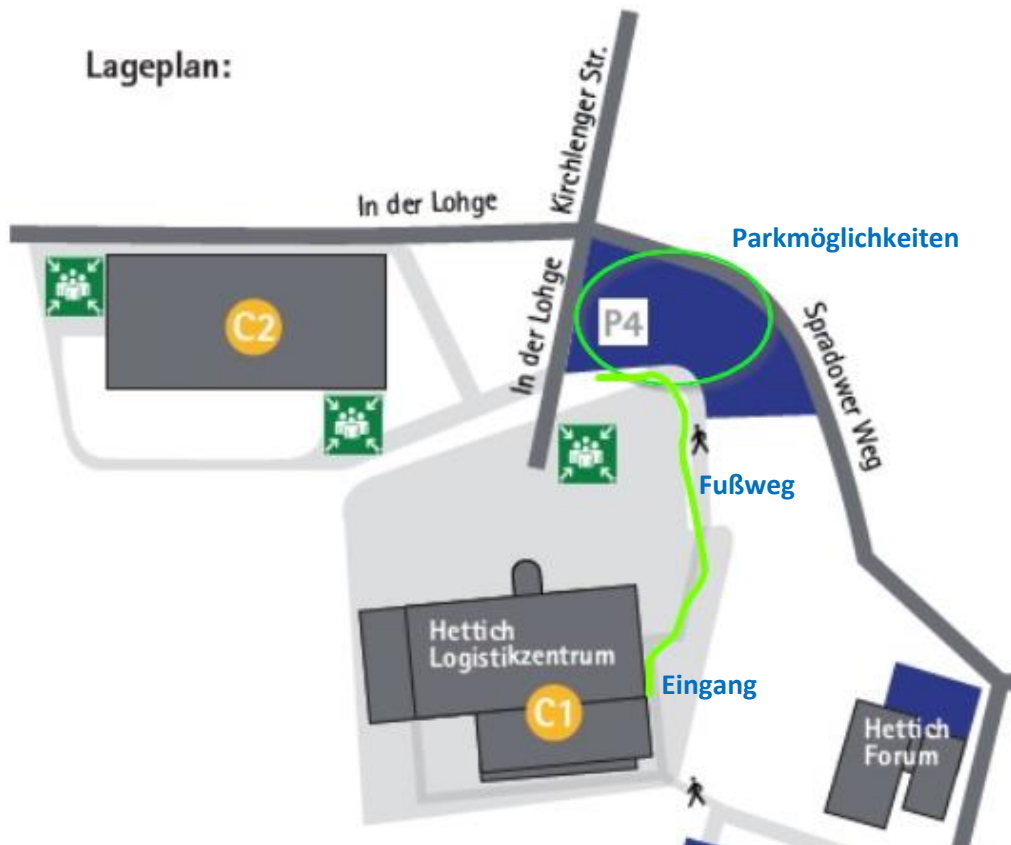 Lageplan:
Kirchlenger Str.
In der Lohge
Parkmöglichkeiten
In der Lohge
P4
C2
Spradower Weg
Fußweg
Hettich
Logistikzentrum
Eingang
C1
Hettich
Forum